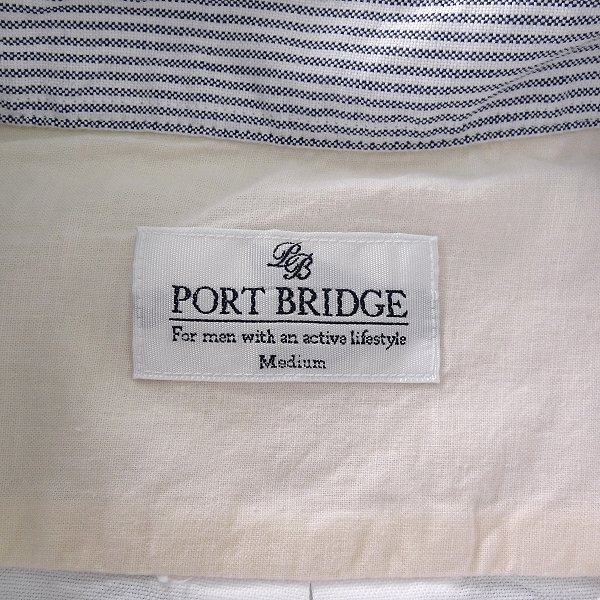 PB
PORT BRIDGE
For men with an active lifestyle
Medium